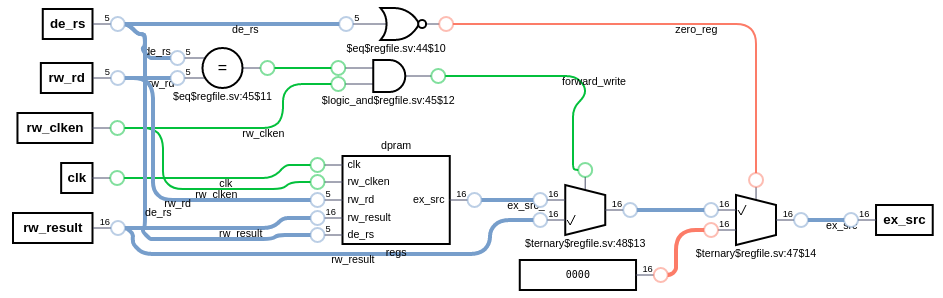 de_rs
5
de_rs
5
$eq$regfile.sv:44$10
zero_reg
rw_rd
5
de_rs
5
rw_rd
5
=
$eq$regfile.sv:45$11
$logic_and$regfile.sv:45$12
forward_write
rw_clken
rw_clken
dpram
clk
clk
clk
rw_clken
rw_clken
rw_rd
5
rw_rd
ex_src
16
ex_src
16
16
16
16
16
16
16
ex_src
ex_src
rw_result
16
de_rs
16
rw_result
rw_result
5
de_rs
regs
rw_result
$ternary$regfile.sv:48$13
$ternary$regfile.sv:47$14
0000
16